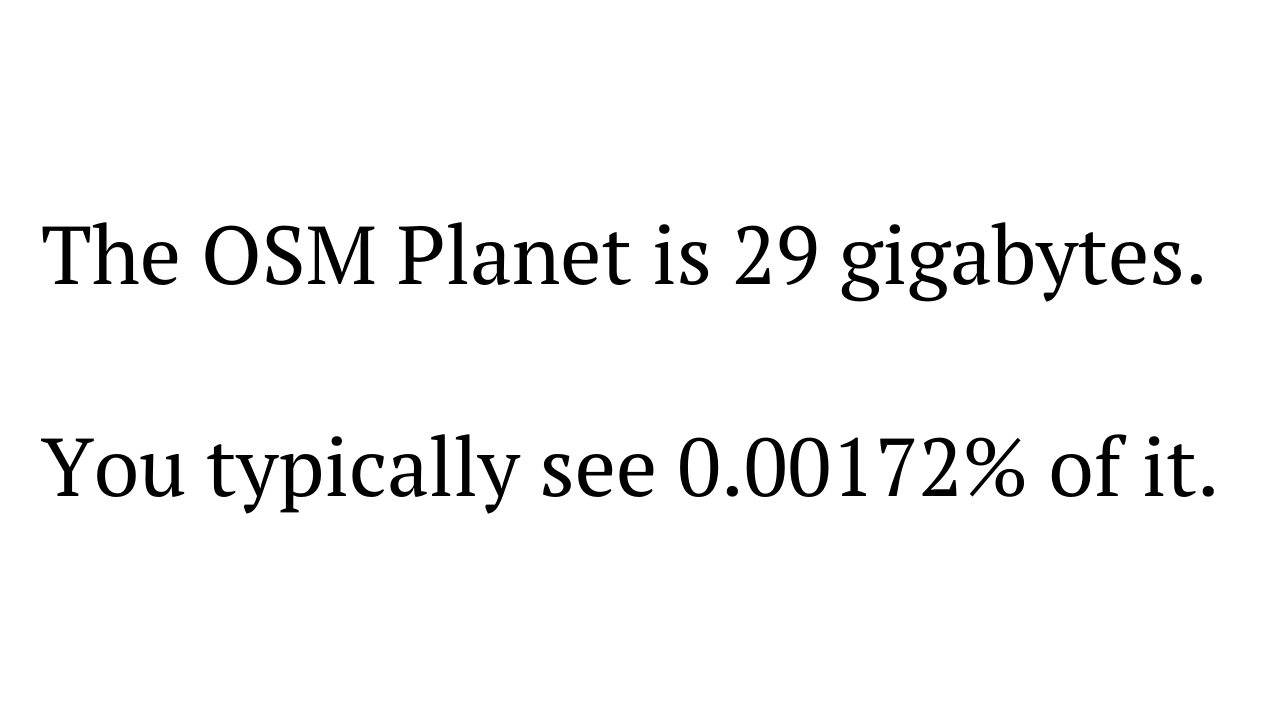 The OSM Planet is 29 gigabytes.
You typically see 0.00172% of it.